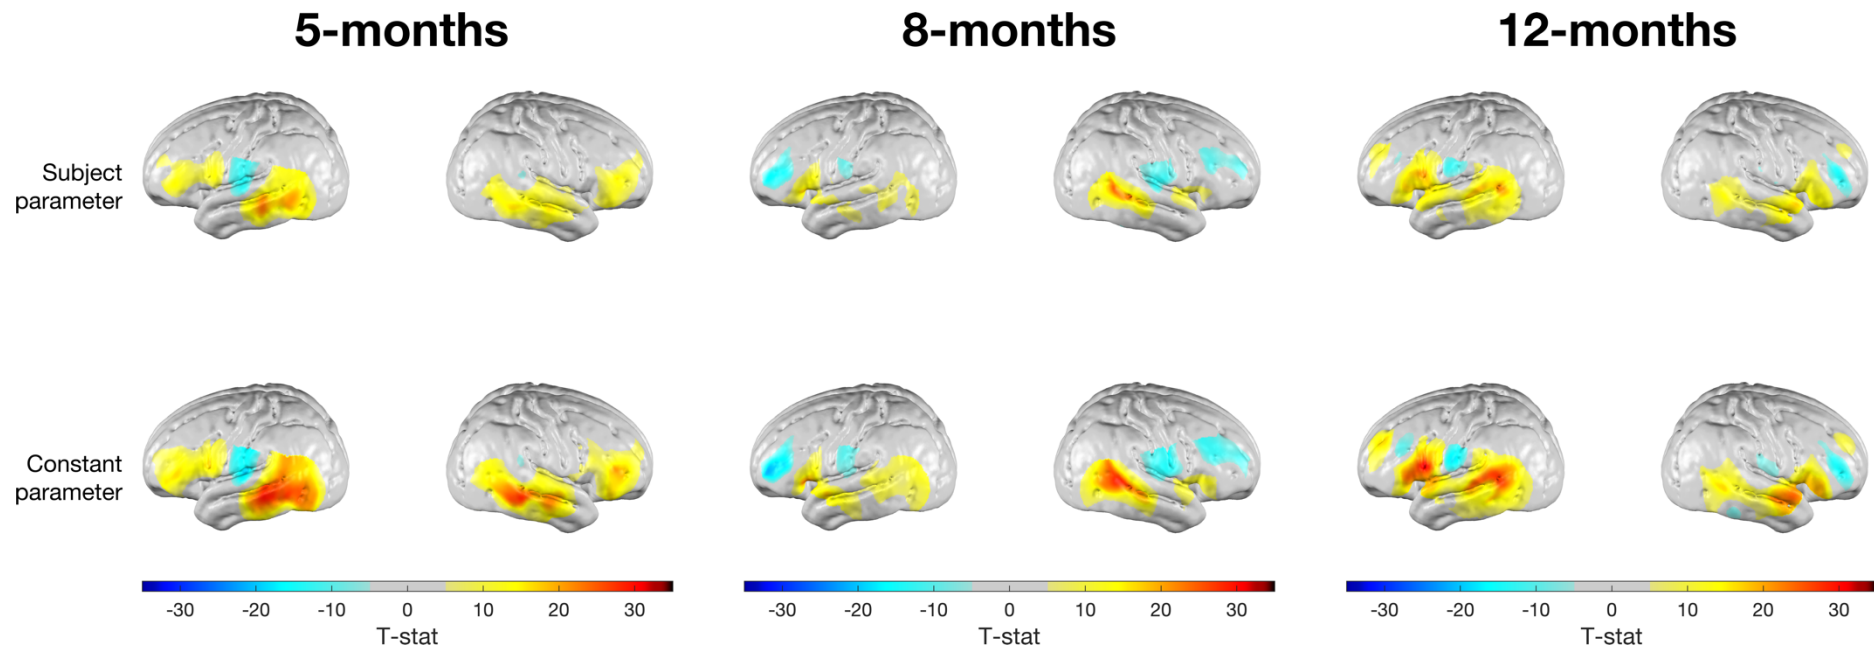 5-months 8-months 12-months
Subject
parameter
Constant
parameter
-30 -20 -10 0 10 20 30 -30 -20 -10 0 10 20 30 -30 -20 -10 0 10 20 30
T-stat T-stat T-stat